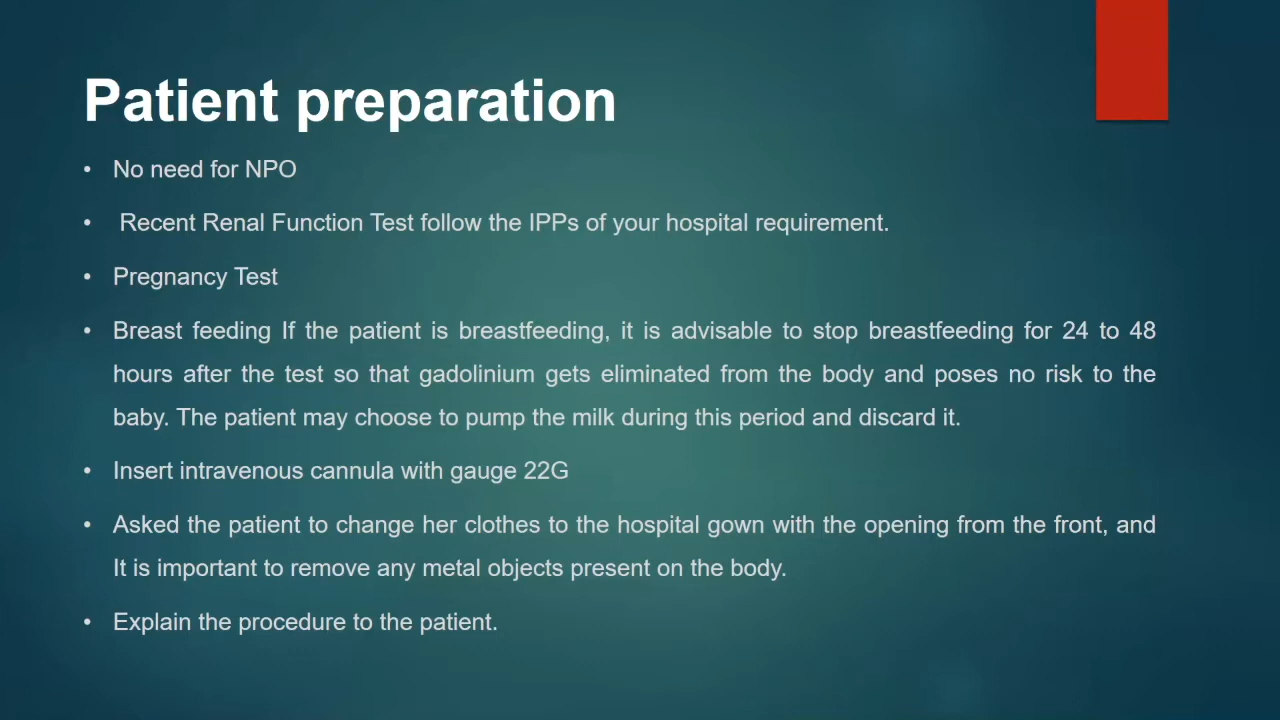 Patient preparation
• No need for NPO
• Recent Renal Function Test follow the IPPs of your hospital requirement.
• Pregnancy Test
• Breast feeding If the patient is breastfeeding, it is advisable to stop breastfeeding for 24 to 48
hours after the test so that gadolinium gets eliminated from the body and poses no risk to the
baby. The patient may choose to pump the milk during this period and discard it.
• Insert intravenous cannula with gauge 22G
• Asked the patient to change her clothes to the hospital gown with the opening from the front, and
It is important to remove any metal objects present on the body.
• Explain the procedure to the patient.